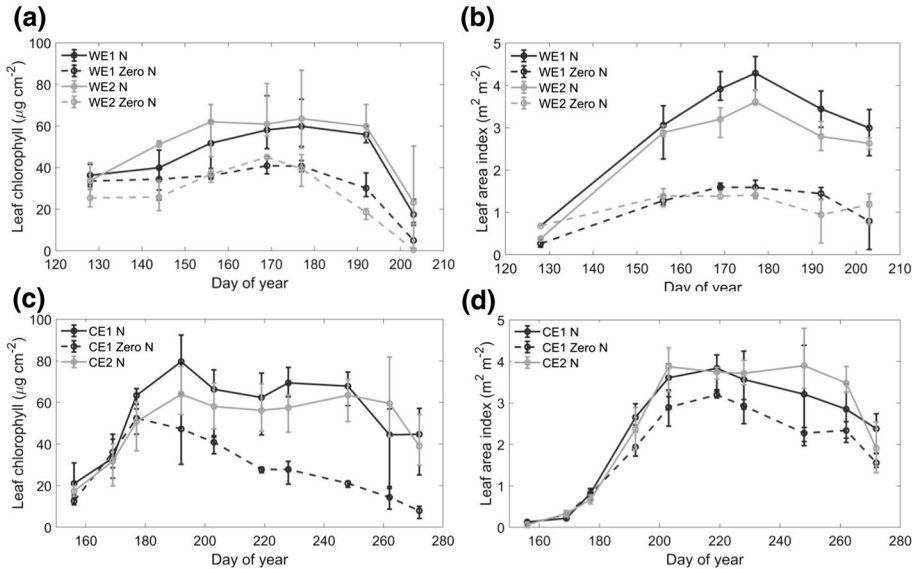 (a)
100
80
60
40
20
0
Leaf chlorophyll (μg cm⁻²)
WE1 N
WE1 Zero N
WE2 N
WE2 Zero N
120 130 140 150 160 170 180 190 200 210
Day of year
(b)
5
4
3
2
1
0
Leaf area index (m² m⁻²)
WE1 N
WE1 Zero N
WE2 N
WE2 Zero N
120 130 140 150 160 170 180 190 200 210
Day of year
(c)
100
80
60
40
20
0
Leaf chlorophyll (μg cm⁻²)
CE1 N
CE1 Zero N
CE2 N
160 180 200 220 240 260 280
Day of year
(d)
5
4
3
2
1
0
Leaf area index (m² m⁻²)
CE1 N
CE1 Zero N
CE2 N
160 180 200 220 240 260 280
Day of year